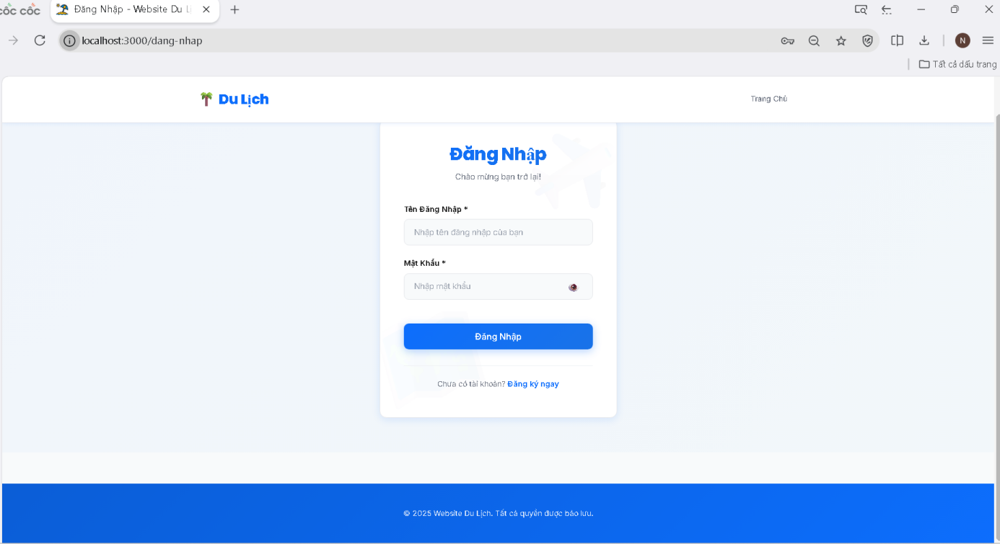 cốc cốc
Đăng Nhập - Website Du Lị
localhost:3000/dang-nhap
N
Tất cả dấu trang
Du Lịch
Trang Chủ
Đăng Nhập
Chào mừng bạn trở lại!
Tên Đăng Nhập *
Nhập tên đăng nhập của bạn
Mật Khẩu *
Nhập mật khẩu
Đăng Nhập
Chưa có tài khoản? Đăng ký ngay
© 2025 Website Du Lịch. Tất cả quyền được bảo lưu.